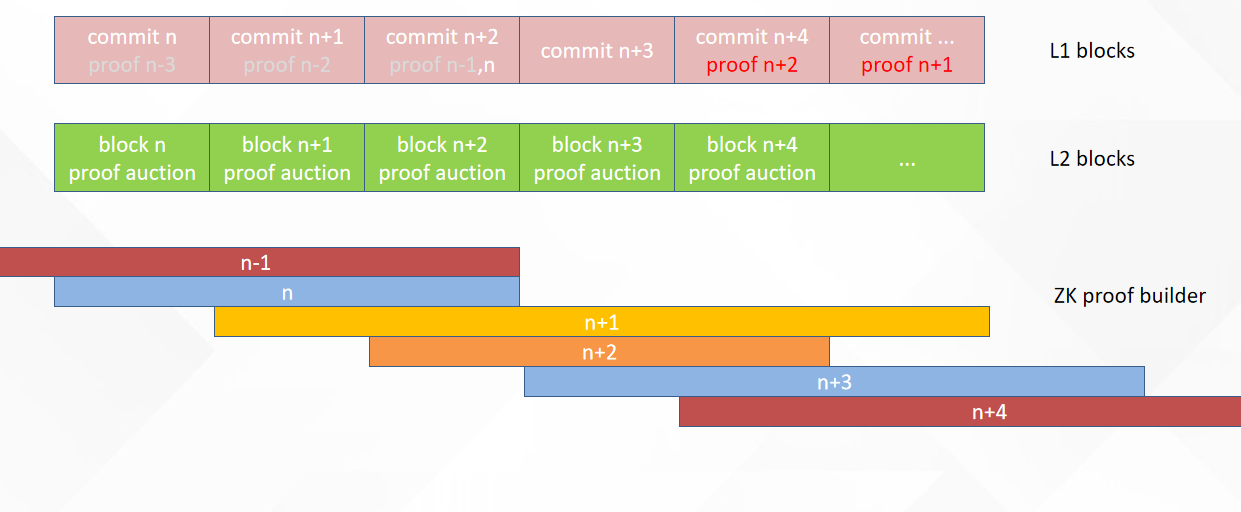 commit n
proof n-3
commit n+1
proof n-2
commit n+2
proof n-1,n
commit n+3
commit n+4
proof n+2
commit ...
proof n+1
L1 blocks
block n
proof auction
block n+1
proof auction
block n+2
proof auction
block n+3
proof auction
block n+4
proof auction
...
L2 blocks
n-1
n
n+1
n+2
n+3
n+4
ZK proof builder